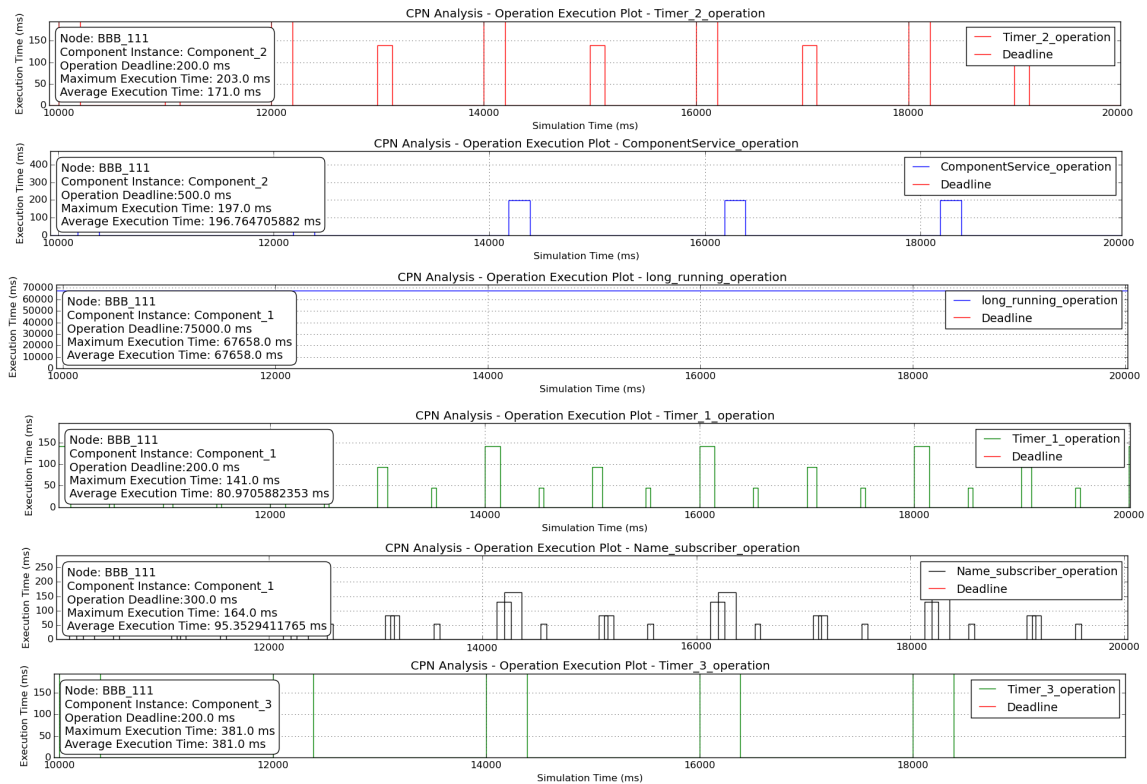 CPN Analysis - Operation Execution Plot - Timer_2_operation
Execution Time (ms)
150
100
50
0
Node: BBB_111
Component Instance: Component_2
Operation Deadline:200.0 ms
Maximum Execution Time: 203.0 ms
Average Execution Time: 171.0 ms
Timer_2_operation
Deadline
10000 12000 14000 16000 18000 20000
Simulation Time (ms)
CPN Analysis - Operation Execution Plot - ComponentService_operation
Execution Time (ms)
400
300
200
100
0
Node: BBB_111
Component Instance: Component_2
Operation Deadline:500.0 ms
Maximum Execution Time: 197.0 ms
Average Execution Time: 196.764705882 ms
ComponentService_operation
Deadline
10000 12000 14000 16000 18000 20000
Simulation Time (ms)
CPN Analysis - Operation Execution Plot - long_running_operation
Execution Time (ms)
70000
60000
50000
40000
30000
20000
10000
0
Node: BBB_111
Component Instance: Component_1
Operation Deadline:75000.0 ms
Maximum Execution Time: 67658.0 ms
Average Execution Time: 67658.0 ms
long_running_operation
Deadline
10000 12000 14000 16000 18000 20000
Simulation Time (ms)
CPN Analysis - Operation Execution Plot - Timer_1_operation
Execution Time (ms)
150
100
50
0
Node: BBB_111
Component Instance: Component_1
Operation Deadline:200.0 ms
Maximum Execution Time: 141.0 ms
Average Execution Time: 80.9705882353 ms
Timer_1_operation
Deadline
10000 12000 14000 16000 18000 20000
Simulation Time (ms)
CPN Analysis - Operation Execution Plot - Name_subscriber_operation
Execution Time (ms)
250
200
150
100
50
0
Node: BBB_111
Component Instance: Component_1
Operation Deadline:300.0 ms
Maximum Execution Time: 164.0 ms
Average Execution Time: 95.3529411765 ms
Name_subscriber_operation
Deadline
10000 12000 14000 16000 18000 20000
Simulation Time (ms)
CPN Analysis - Operation Execution Plot - Timer_3_operation
Execution Time (ms)
150
100
50
0
Node: BBB_111
Component Instance: Component_3
Operation Deadline:200.0 ms
Maximum Execution Time: 381.0 ms
Average Execution Time: 381.0 ms
Timer_3_operation
Deadline
10000 12000 14000 16000 18000
Simulation Time (ms)